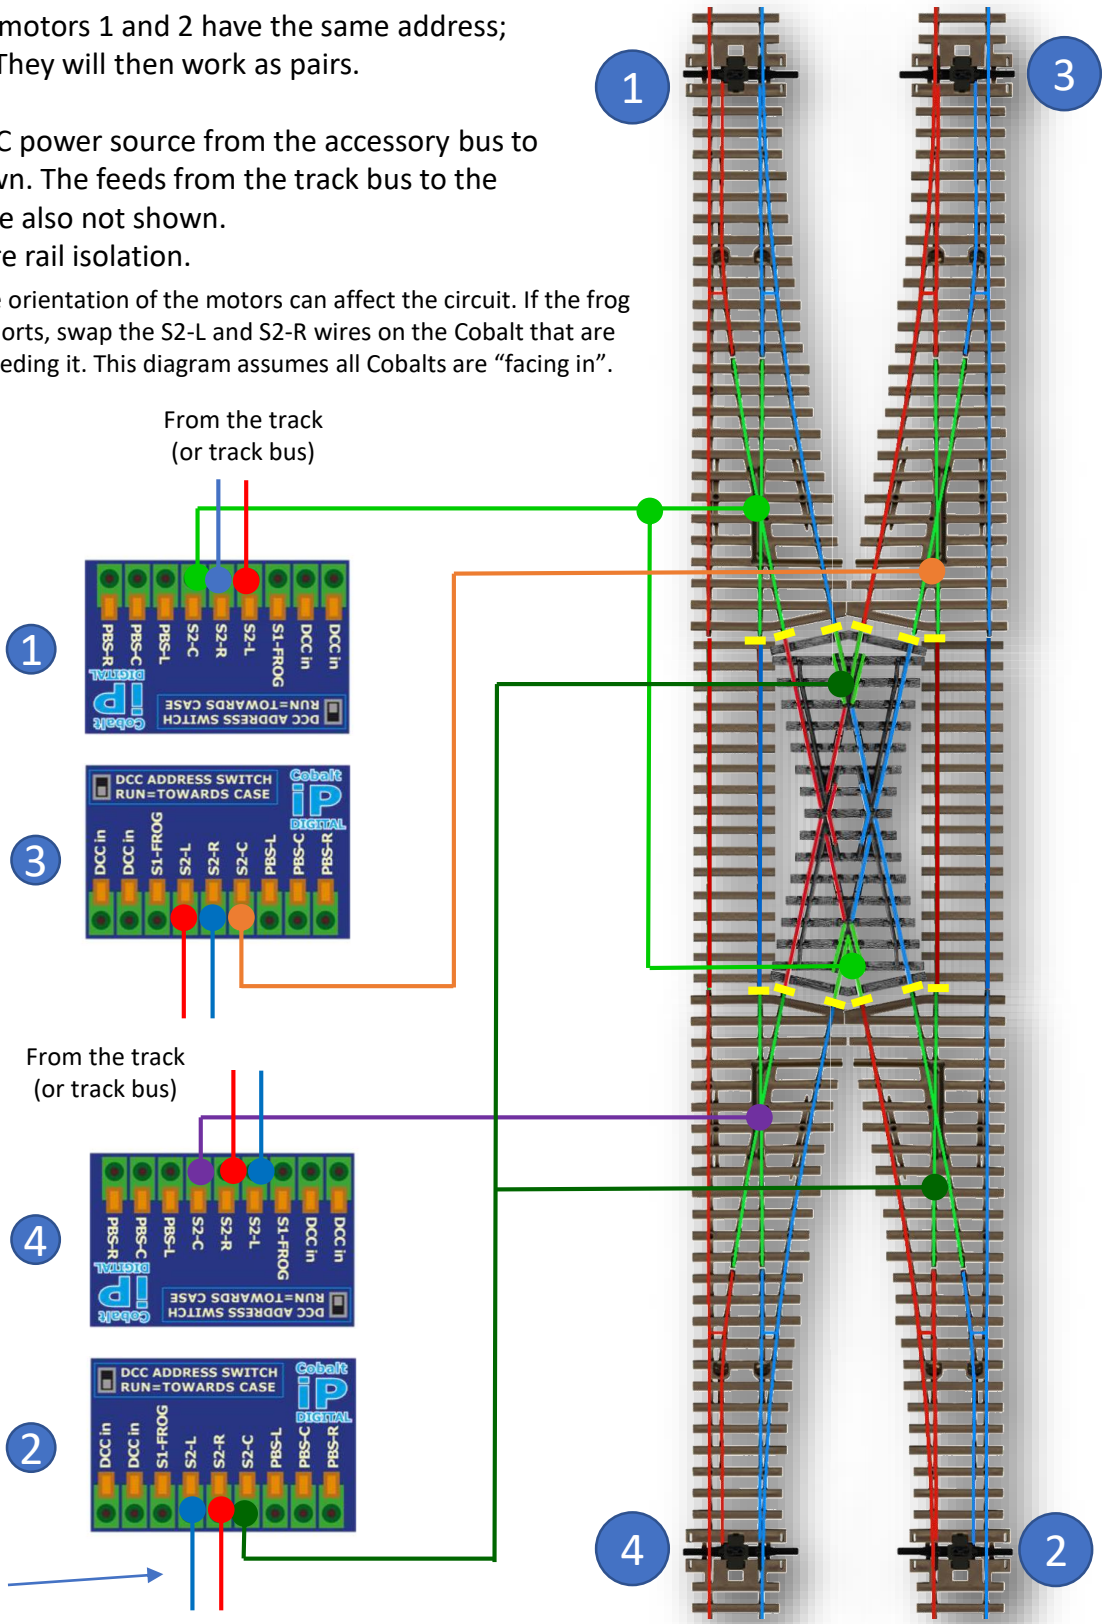 motors 1 and 2 have the same address;
They will then work as pairs.
C power source from the accessory bus to
wn. The feeds from the track bus to the
e also not shown.
re rail isolation.
e orientation of the motors can affect the circuit. If the frog
orts, swap the S2-L and S2-R wires on the Cobalt that are
eding it. This diagram assumes all Cobalts are “facing in”.
1
3
From the track
(or track bus)
1
PBS-R
PBS-C
PBS-L
S2-C
S2-R
S2-L
S1-FROG
DCC in
DCC in
DCC ADDRESS SWITCH
RUN=TOWARDS CASE
Cobalt
iP
DIGITAL
3
DCC ADDRESS SWITCH
RUN=TOWARDS CASE
Cobalt
iP
DIGITAL
DCC in
DCC in
S1-FROG
S2-L
S2-R
S2-C
PBS-L
PBS-C
PBS-R
From the track
(or track bus)
4
PBS-R
PBS-C
PBS-L
S2-C
S2-R
S2-L
S1-FROG
DCC in
DCC in
DCC ADDRESS SWITCH
RUN=TOWARDS CASE
Cobalt
iP
DIGITAL
2
DCC ADDRESS SWITCH
RUN=TOWARDS CASE
Cobalt
iP
DIGITAL
DCC in
DCC in
S1-FROG
S2-L
S2-R
S2-C
PBS-L
PBS-C
PBS-R
4
2